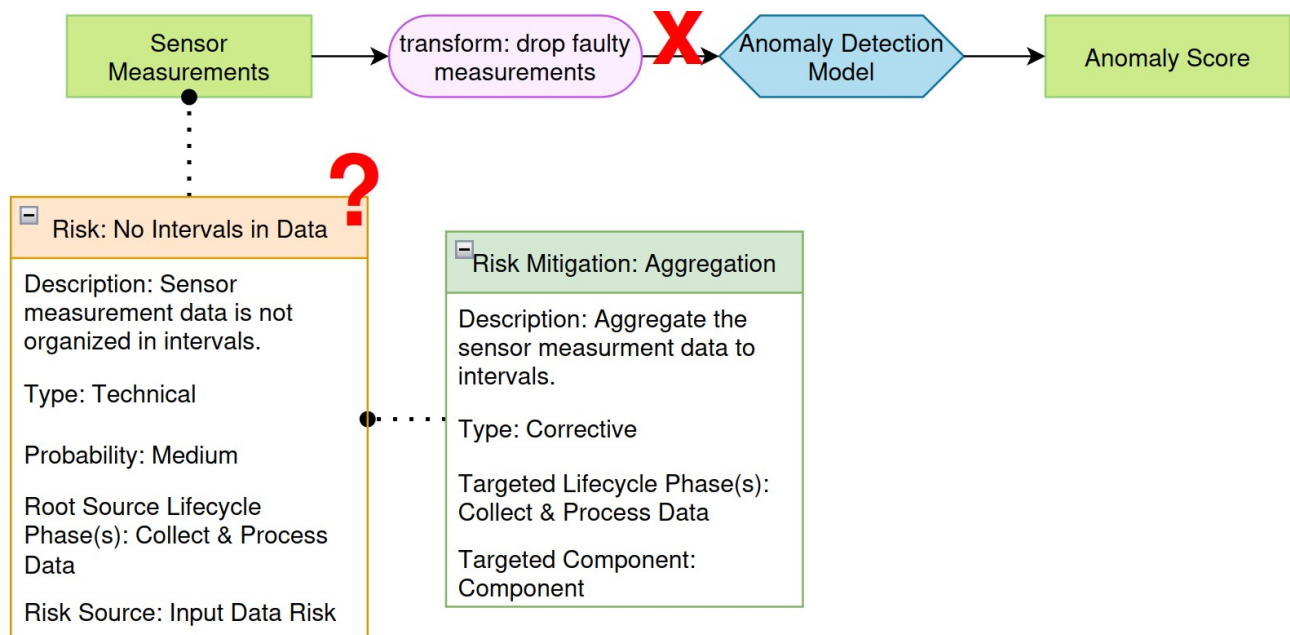 Sensor
Measurements
transform: drop faulty
measurements
X
Anomaly Detection
Model
Anomaly Score
?
Risk: No Intervals in Data
Description: Sensor
measurement data is not
organized in intervals.
Type: Technical
Probability: Medium
Root Source Lifecycle
Phase(s): Collect & Process
Data
Risk Source: Input Data Risk
Risk Mitigation: Aggregation
Description: Aggregate the
sensor measurment data to
intervals.
Type: Corrective
Targeted Lifecycle Phase(s):
Collect & Process Data
Targeted Component:
Component